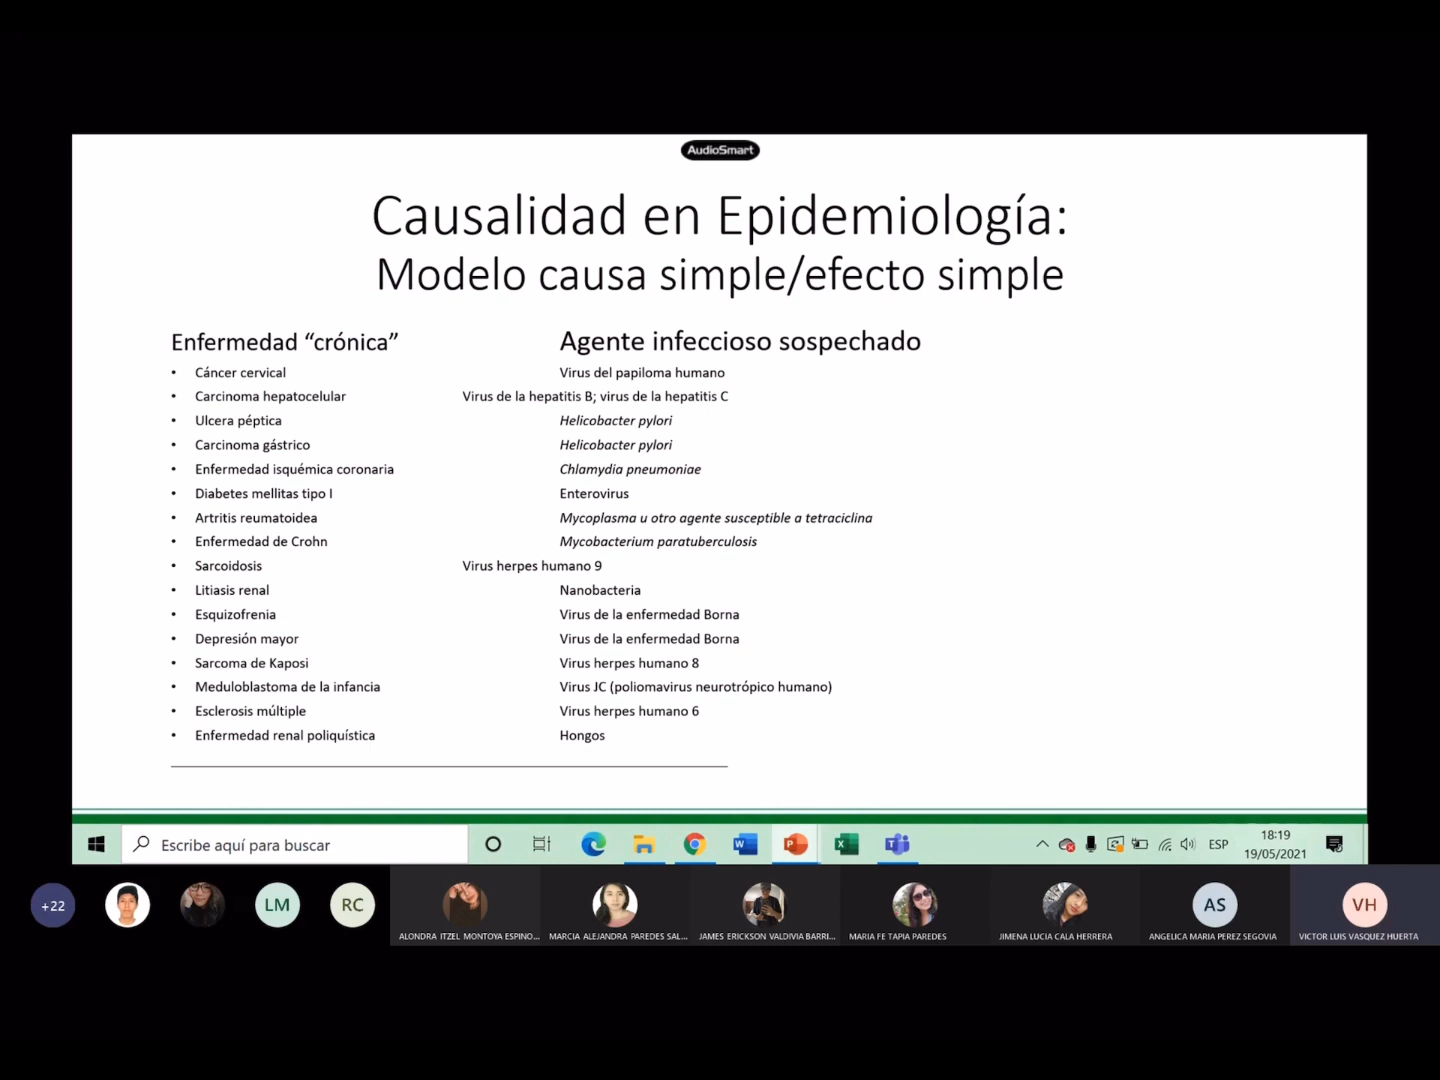 AudioSmart
Causalidad en Epidemiología:
Modelo causa simple/efecto simple
Enfermedad “crónica” Agente infeccioso sospechado
• Cáncer cervical Virus del papiloma humano
• Carcinoma hepatocelular Virus de la hepatitis B; virus de la hepatitis C
• Ulcera péptica Helicobacter pylori
• Carcinoma gástrico Helicobacter pylori
• Enfermedad isquémica coronaria Chlamydia pneumoniae
• Diabetes mellitas tipo I Enterovirus
• Artritis reumatoidea Mycoplasma u otro agente susceptible a tetraciclina
• Enfermedad de Crohn Mycobacterium paratuberculosis
• Sarcoidosis Virus herpes humano 9
• Litiasis renal Nanobacteria
• Esquizofrenia Virus de la enfermedad Borna
• Depresión mayor Virus de la enfermedad Borna
• Sarcoma de Kaposi Virus herpes humano 8
• Meduloblastoma de la infancia Virus JC (poliomavirus neurotrópico humano)
• Esclerosis múltiple Virus herpes humano 6
• Enfermedad renal poliquística Hongos
Escribe aquí para buscar ESP 18:19
19/05/2021
+22 LM RC AS VH
ALONDRA ITZEL MONTOYA ESPINO... MARCIA ALEJANDRA PAREDES SAL... JAMES ERICKSON VALDIVIA BARRI... MARIA FE TAPIA PAREDES JIMENA LUCIA CALA HERRERA ANGELICA MARIA PEREZ SEGOVIA VICTOR LUIS VASQUEZ HUERTA